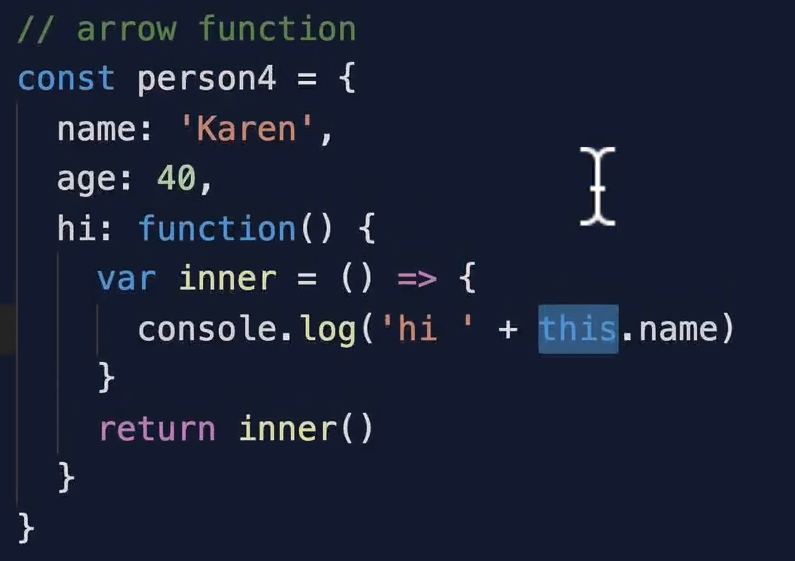 // arrow function
const person4 = {
  name: 'Karen',
  age: 40,
  hi: function() {
    var inner = () => {
      console.log('hi ' + this.name)
    }
    return inner()
  }
}